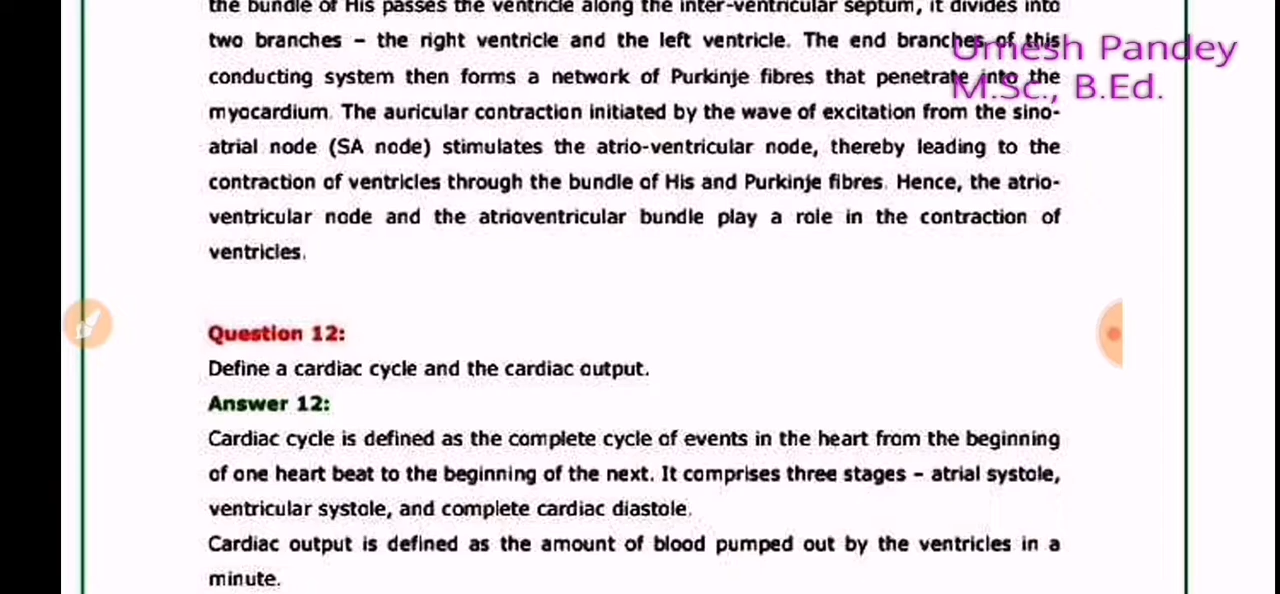 the bundle of His passes the ventricle along the inter-ventricular septum, it divides into
two branches – the right ventricle and the left ventricle. The end branches of this
conducting system then forms a network of Purkinje fibres that penetrate into the
myocardium. The auricular contraction initiated by the wave of excitation from the sino-
atrial node (SA node) stimulates the atrio-ventricular node, thereby leading to the
contraction of ventricles through the bundle of His and Purkinje fibres. Hence, the atrio-
ventricular node and the atrioventricular bundle play a role in the contraction of
ventricles.
Umesh Pandey
M.Sc., B.Ed.
Question 12:
Define a cardiac cycle and the cardiac output.
Answer 12:
Cardiac cycle is defined as the complete cycle of events in the heart from the beginning
of one heart beat to the beginning of the next. It comprises three stages – atrial systole,
ventricular systole, and complete cardiac diastole.
Cardiac output is defined as the amount of blood pumped out by the ventricles in a
minute.